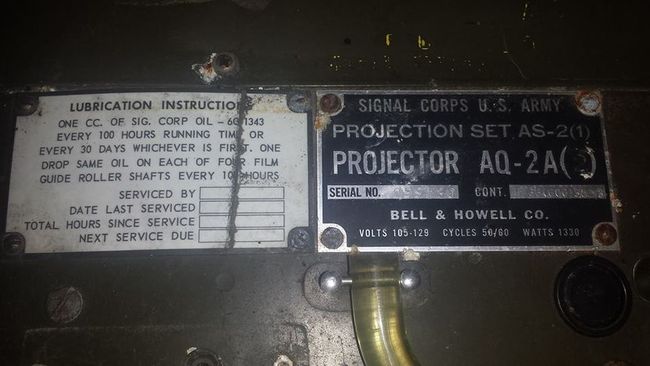 LUBRICATION INSTRUCTIONS
ONE CC. OF SIG. CORP OIL - 6G 1343
EVERY 100 HOURS RUNNING TIME OR
EVERY 30 DAYS WHICHEVER IS FIRST. ONE
DROP SAME OIL ON EACH OF FOUR FILM
GUIDE ROLLER SHAFTS EVERY 10 HOURS
SERVICED BY
DATE LAST SERVICED
TOTAL HOURS SINCE SERVICE
NEXT SERVICE DUE
SIGNAL CORPS U.S. ARMY
PROJECTION SET AS-2(1)
PROJECTOR AQ-2A
SERIAL NO.
CONT.
BELL & HOWELL CO.
VOLTS 105-129 CYCLES 50/60 WATTS 1330